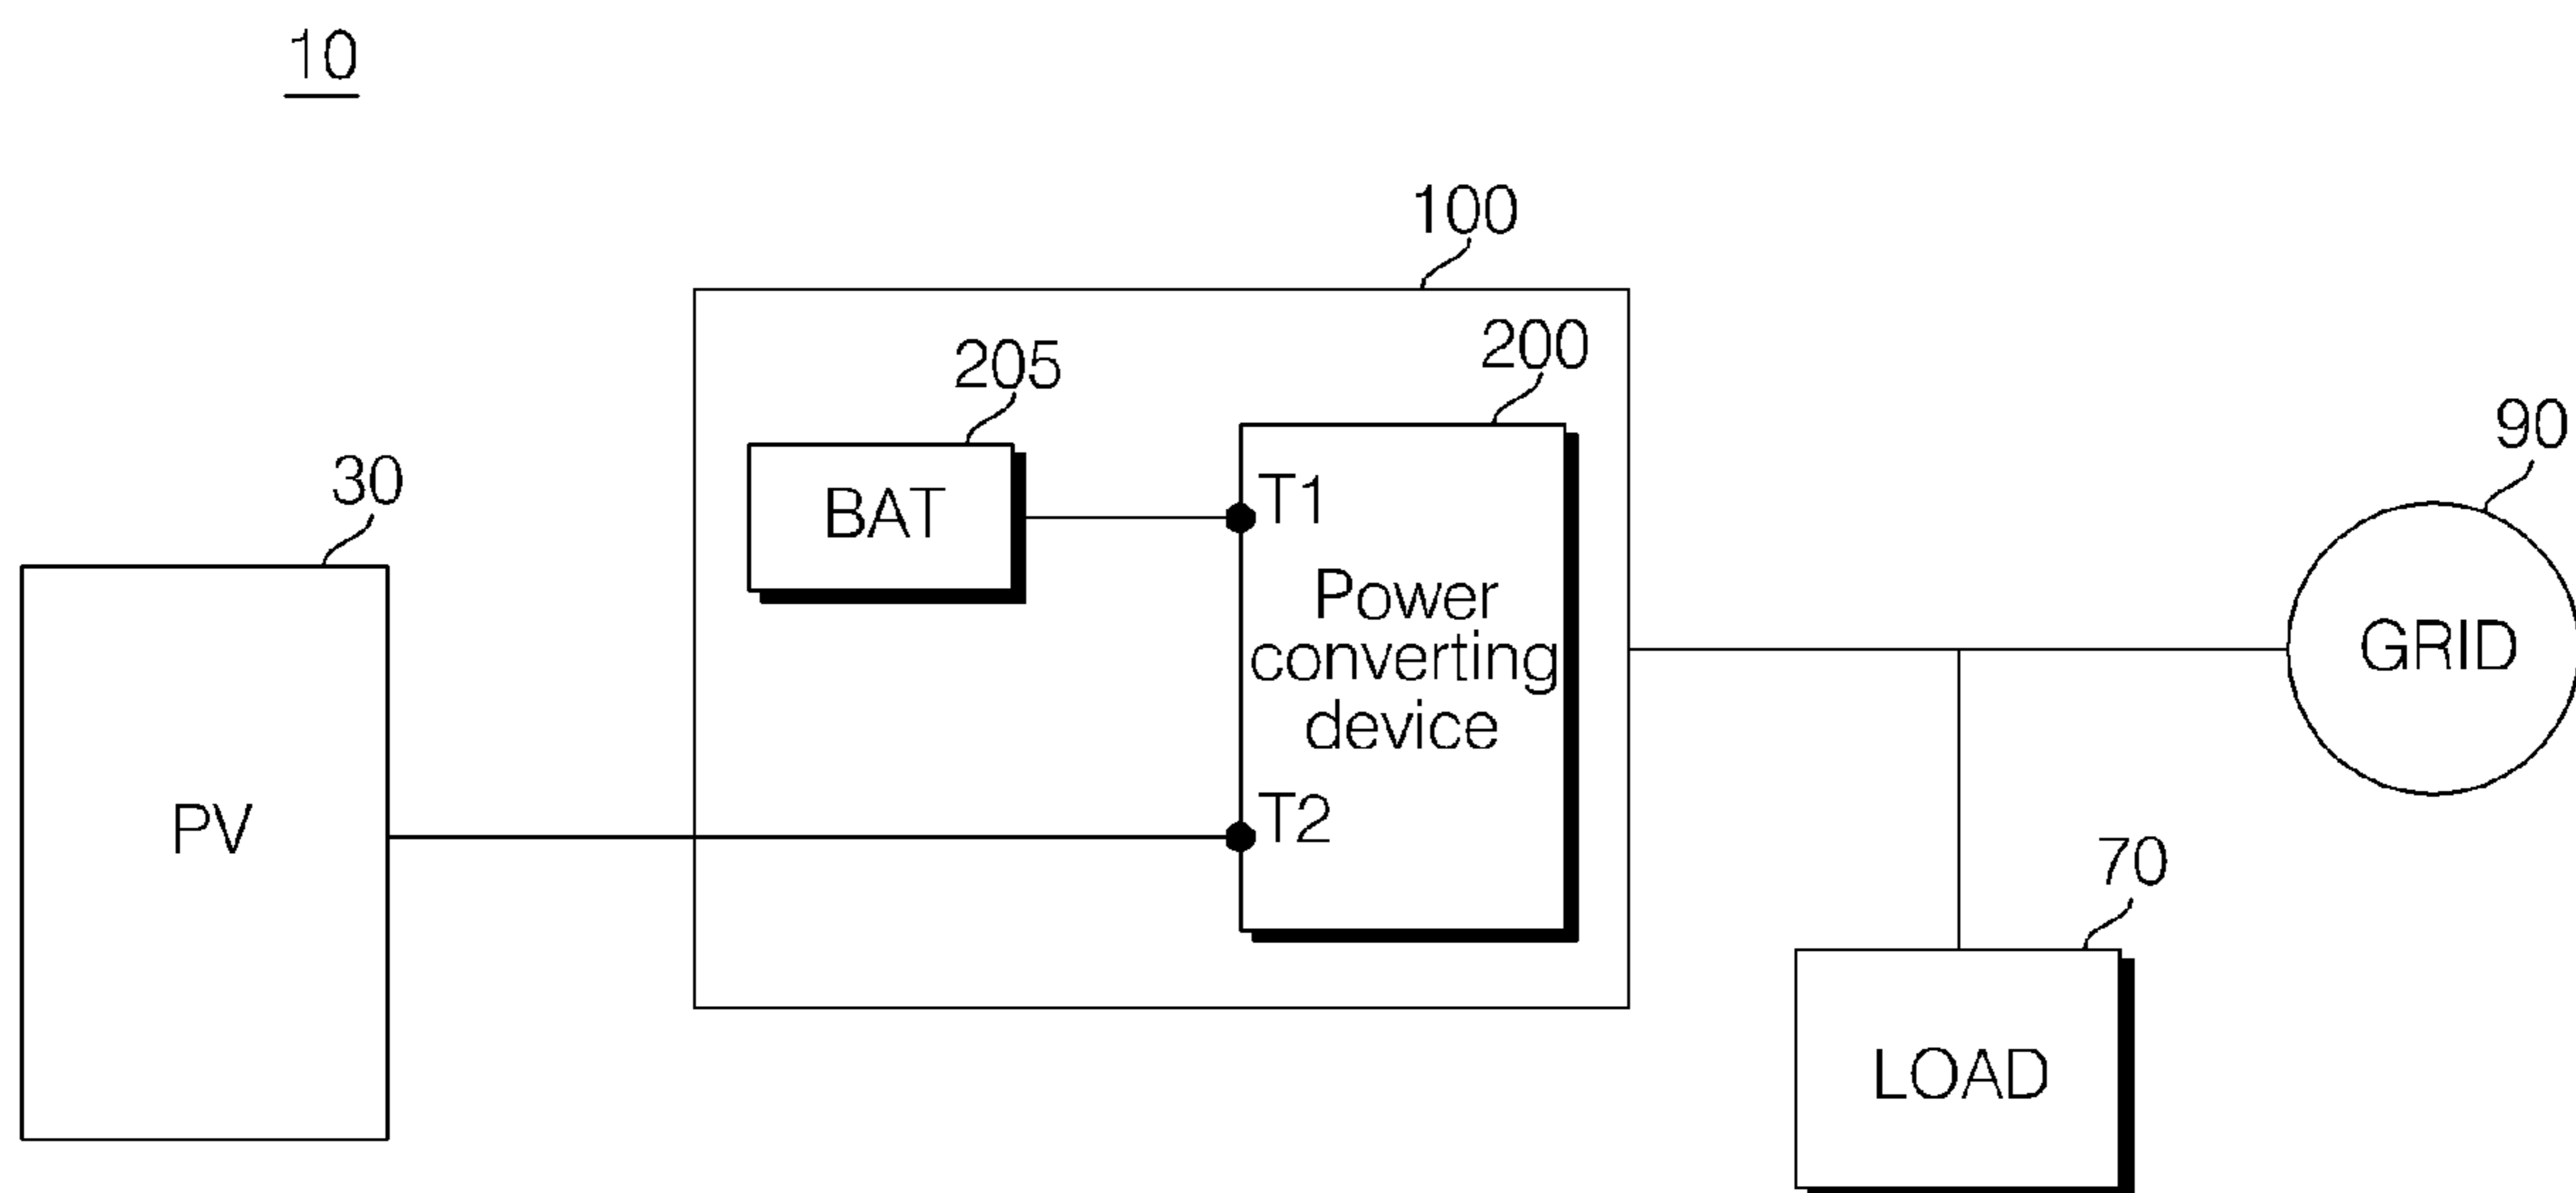 10
100
200
205
90
30
T1
BAT
Power
converting
device
GRID
T2
PV
70
LOAD